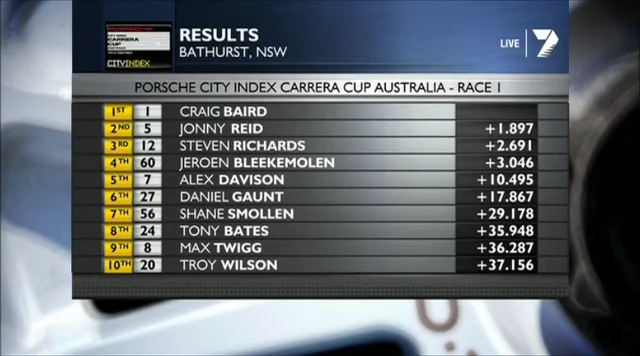 RESULTS
BATHURST, NSW
LIVE 7
CARRERA
CUP
CITYINDEX
PORSCHE CITY INDEX CARRERA CUP AUSTRALIA - RACE 1
1ST 1 CRAIG BAIRD
2ND 5 JONNY REID +1.897
3RD 12 STEVEN RICHARDS +2.691
4TH 60 JEROEN BLEEKEMOLEN +3.046
5TH 7 ALEX DAVISON +10.495
6TH 27 DANIEL GAUNT +17.867
7TH 56 SHANE SMOLLEN +29.178
8TH 24 TONY BATES +35.948
9TH 8 MAX TWIGG +36.287
10TH 20 TROY WILSON +37.156